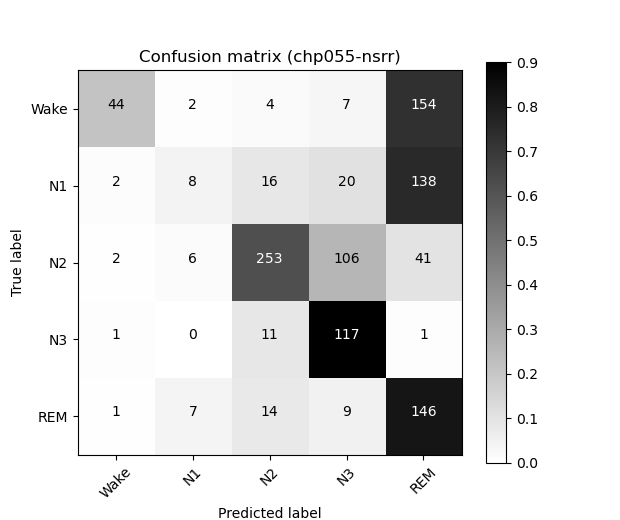 Confusion matrix (chp055-nsrr)
True label
Wake 44 2 4 7 154
N1 2 8 16 20 138
N2 2 6 253 106 41
N3 1 0 11 117 1
REM 1 7 14 9 146
Wake N1 N2 N3 REM
Predicted label
0.9
0.8
0.7
0.6
0.5
0.4
0.3
0.2
0.1
0.0